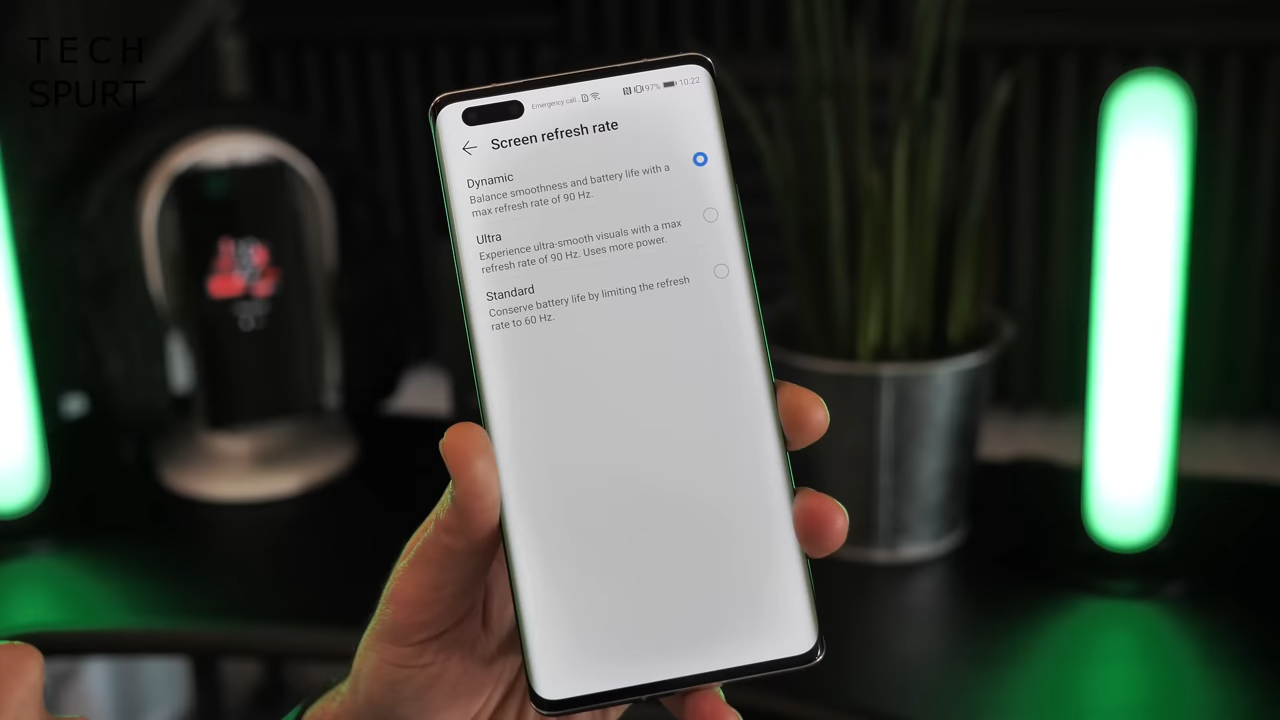 TECH
SPURT
Emergency call.. 97% 10:22
Screen refresh rate
Dynamic
Balance smoothness and battery life with a
max refresh rate of 90 Hz.
Ultra
Experience ultra-smooth visuals with a max
refresh rate of 90 Hz. Uses more power.
Standard
Conserve battery life by limiting the refresh
rate to 60 Hz.